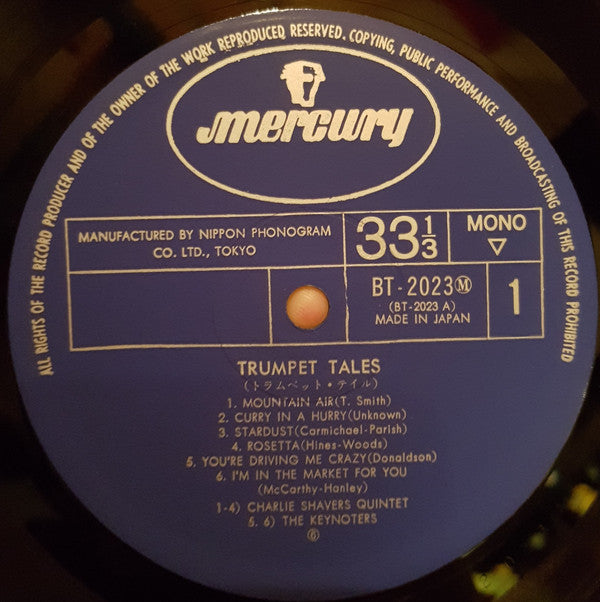 ALL RIGHTS OF THE RECORD PRODUCER AND OF THE OWNER OF THE WORK REPRODUCED RESERVED. COPYING, PUBLIC PERFORMANCE AND BROADCASTING OF THIS RECORD PROHIBITED
mercury
MANUFACTURED BY NIPPON PHONOGRAM
CO. LTD., TOKYO
33 1/3
MONO
▽
BT-2023Ⓜ
(BT-2023 A)
MADE IN JAPAN
1
TRUMPET TALES
(トラムペット・テイル)
1. MOUNTAIN AIR(T. Smith)
2. CURRY IN A HURRY(Unknown)
3. STARDUST(Carmichael-Parish)
4. ROSETTA(Hines-Woods)
5. YOU'RE DRIVING ME CRAZY(Donaldson)
6. I'M IN THE MARKET FOR YOU
(McCarthy-Hanley)
1-4) CHARLIE SHAVERS QUINTET
5. 6) THE KEYNOTERS